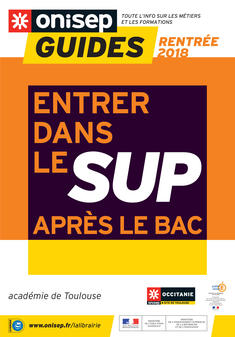 onisep
TOUTE L'INFO SUR LES MÉTIERS
ET LES FORMATIONS
GUIDES
RENTRÉE
2018
ENTRER
DANS
LE SUP
APRÈS LE BAC
académie de Toulouse
OCCITANIE
www.onisep.fr/lalibrairie